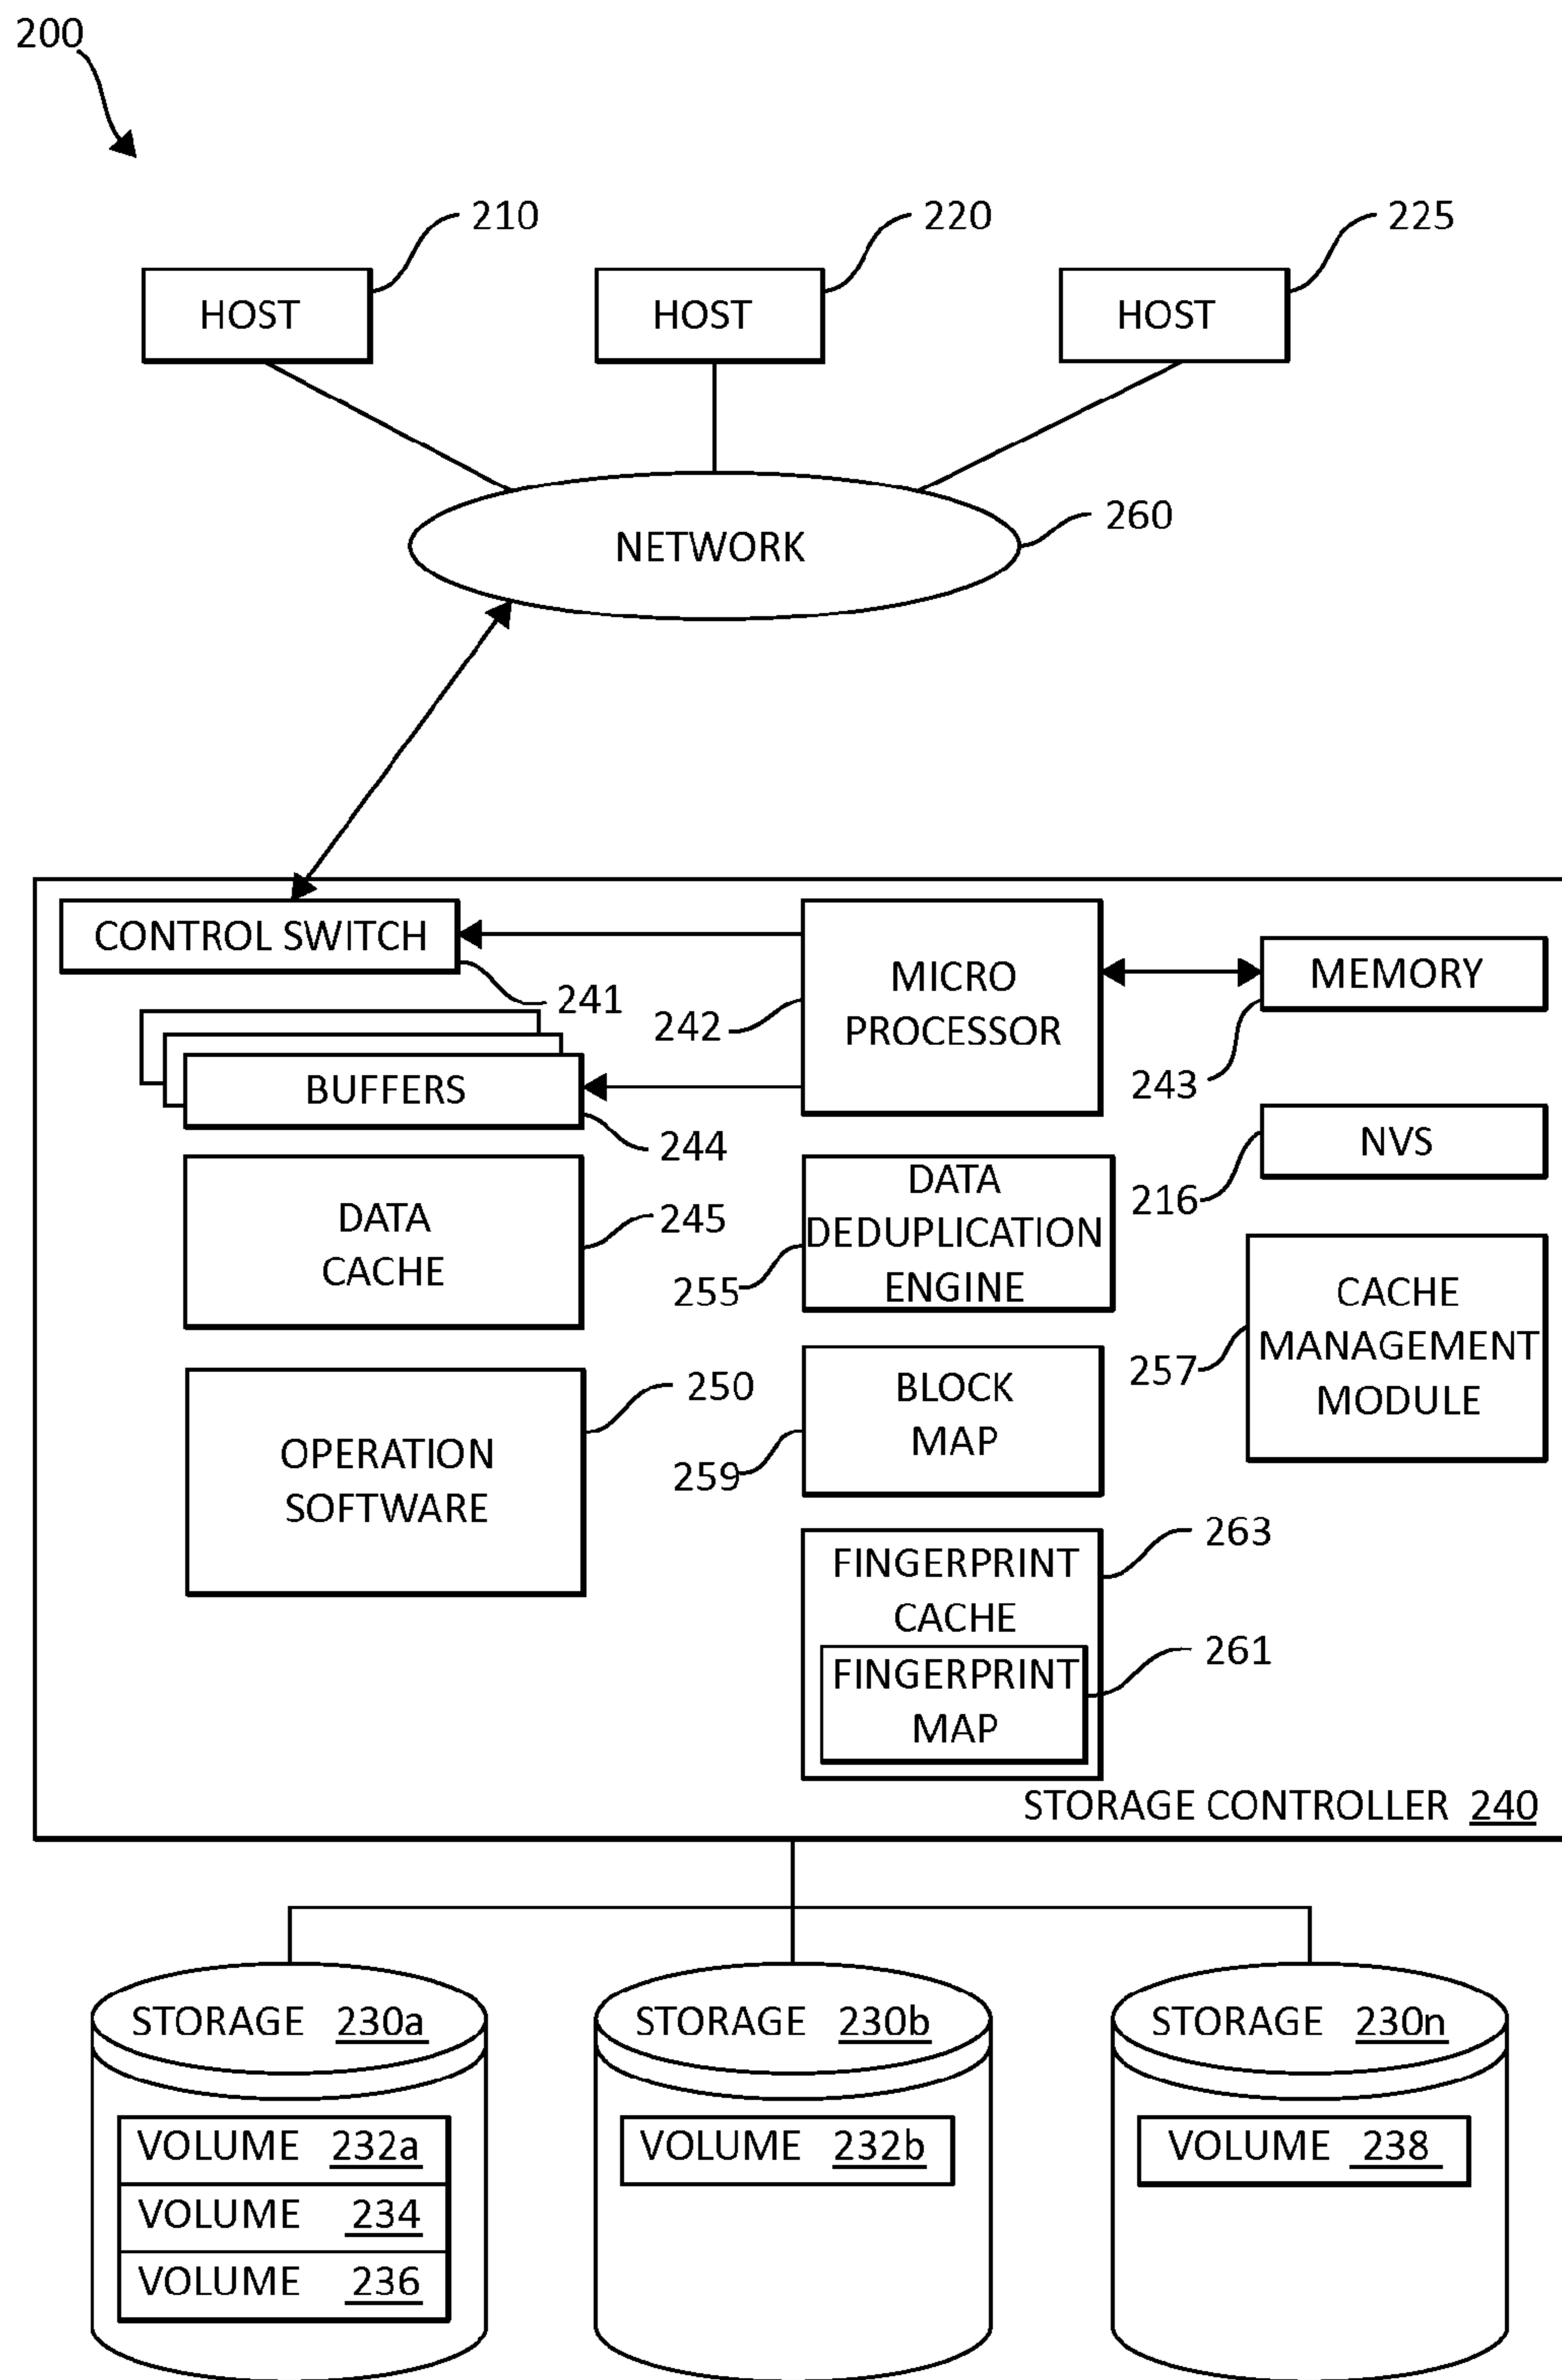 200
210
220
225
HOST
HOST
HOST
260
NETWORK
CONTROL SWITCH
241
MICRO
PROCESSOR
242
MEMORY
243
BUFFERS
244
NVS
216
DATA
CACHE
245
DATA
DEDUPLICATION
ENGINE
255
CACHE
MANAGEMENT
MODULE
257
OPERATION
SOFTWARE
250
BLOCK
MAP
259
FINGERPRINT
CACHE
263
FINGERPRINT
MAP
261
STORAGE CONTROLLER 240
STORAGE 230a
STORAGE 230b
STORAGE 230n
VOLUME 232a
VOLUME 234
VOLUME 236
VOLUME 232b
VOLUME 238